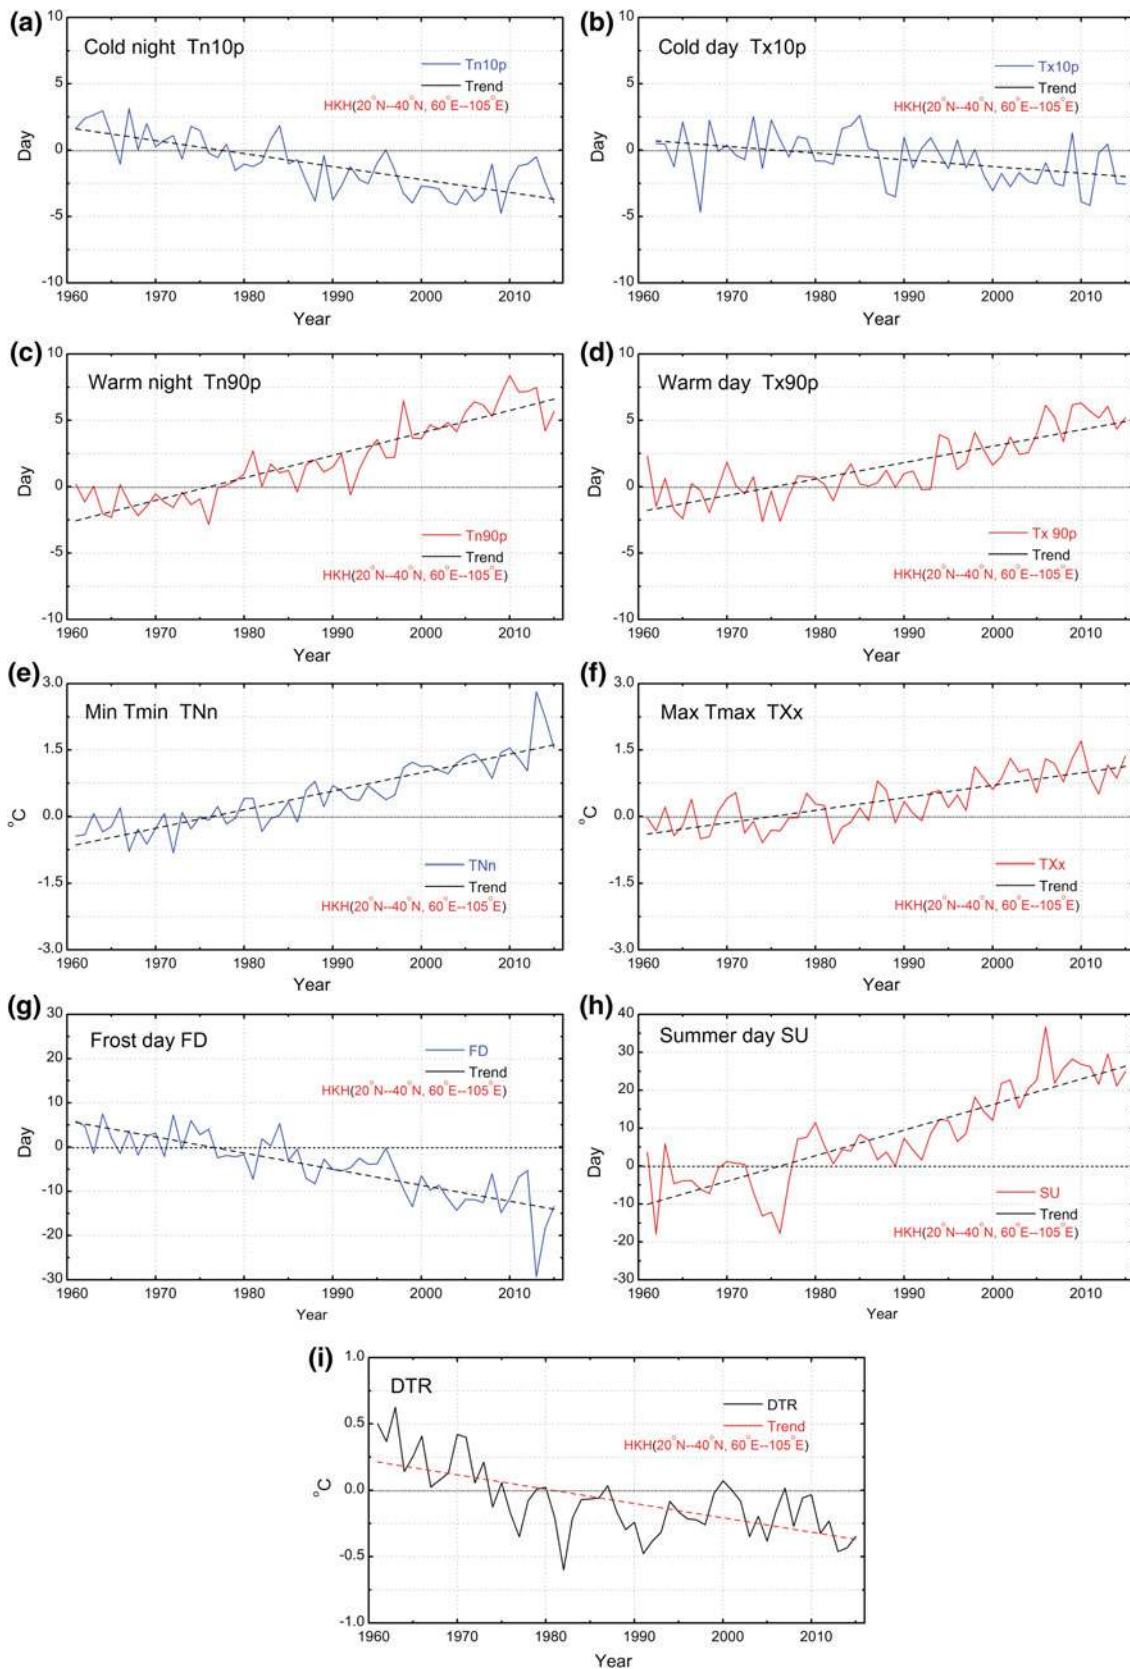 (a)
Cold night Tn10p
Tn10p
Trend
HKH(20°N--40°N, 60°E--105°E)
10
5
0
-5
-10
Day
1960 1970 1980 1990 2000 2010
Year
(b)
Cold day Tx10p
Tx10p
Trend
HKH(20°N--40°N, 60°E--105°E)
10
5
0
-5
-10
Day
1960 1970 1980 1990 2000 2010
Year
(c)
Warm night Tn90p
10
5
0
-5
-10
Day
Tn90p
Trend
HKH(20°N--40°N, 60°E--105°E)
1960 1970 1980 1990 2000 2010
Year
(d)
Warm day Tx90p
10
5
0
-5
-10
Day
Tx 90p
Trend
HKH(20°N--40°N, 60°E--105°E)
1960 1970 1980 1990 2000 2010
Year
(e)
Min Tmin TNn
3.0
1.5
0.0
-1.5
-3.0
°C
TNn
Trend
HKH(20°N--40°N, 60°E--105°E)
1960 1970 1980 1990 2000 2010
Year
(f)
Max Tmax TXx
3.0
1.5
0.0
-1.5
-3.0
°C
TXx
Trend
HKH(20°N--40°N, 60°E--105°E)
1960 1970 1980 1990 2000 2010
Year
(g)
Frost day FD
FD
Trend
HKH(20°N--40°N, 60°E--105°E)
30
20
10
0
-10
-20
-30
Day
1960 1970 1980 1990 2000 2010
Year
(h)
Summer day SU
40
30
20
10
0
-10
-20
-30
Day
SU
Trend
HKH(20°N--40°N, 60°E--105°E)
1960 1970 1980 1990 2000 2010
Year
(i)
DTR
DTR
Trend
HKH(20°N--40°N, 60°E--105°E)
1.0
0.5
0.0
-0.5
-1.0
°C
1960 1970 1980 1990 2000 2010
Year